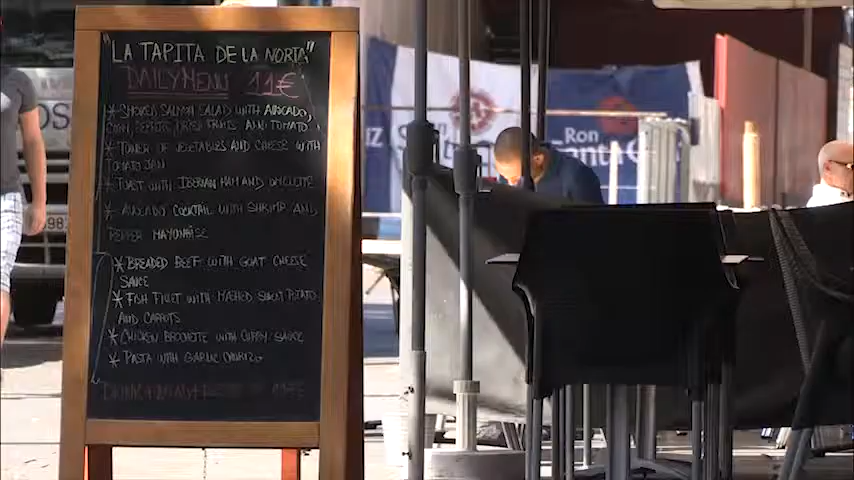 "LA TAPITA DE LA NORIA"
DAILY MENU 11€
* SMOKED SALMON SALAD WITH AVOCADO,
CORN, PEPPERS, DRIED FRUITS AND TOMATO
* TOWER OF VEGETABLES AND CHEESE WITH
TOMATO JAM
* TOAST WITH IBERIAN HAM AND OMELETTE
* AVOCADO COCKTAIL WITH SHRIMP AND
PEPPER MAYONAISE
* BREADED BEEF WITH GOAT CHEESE
SAUCE
* FISH FILLET WITH MASHED SWEET POTATO
AND CARROTS
* CHICKEN BROCHETTE WITH CURRY SAUCE
* PASTA WITH GARLIC CHORIZO
Ron